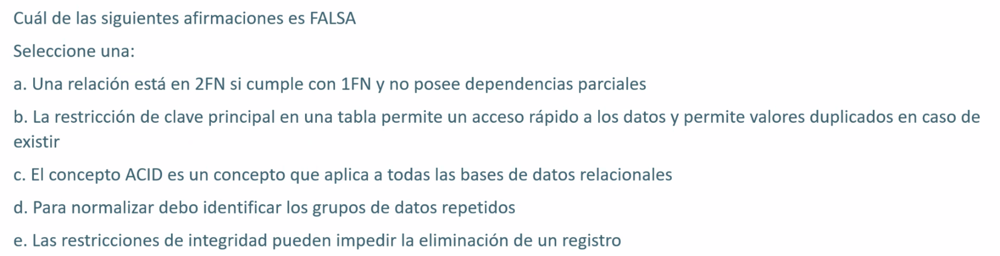 Cuál de las siguientes afirmaciones es FALSA
Seleccione una:
a. Una relación está en 2FN si cumple con 1FN y no posee dependencias parciales
b. La restricción de clave principal en una tabla permite un acceso rápido a los datos y permite valores duplicados en caso de
existir
c. El concepto ACID es un concepto que aplica a todas las bases de datos relacionales
d. Para normalizar debo identificar los grupos de datos repetidos
e. Las restricciones de integridad pueden impedir la eliminación de un registro